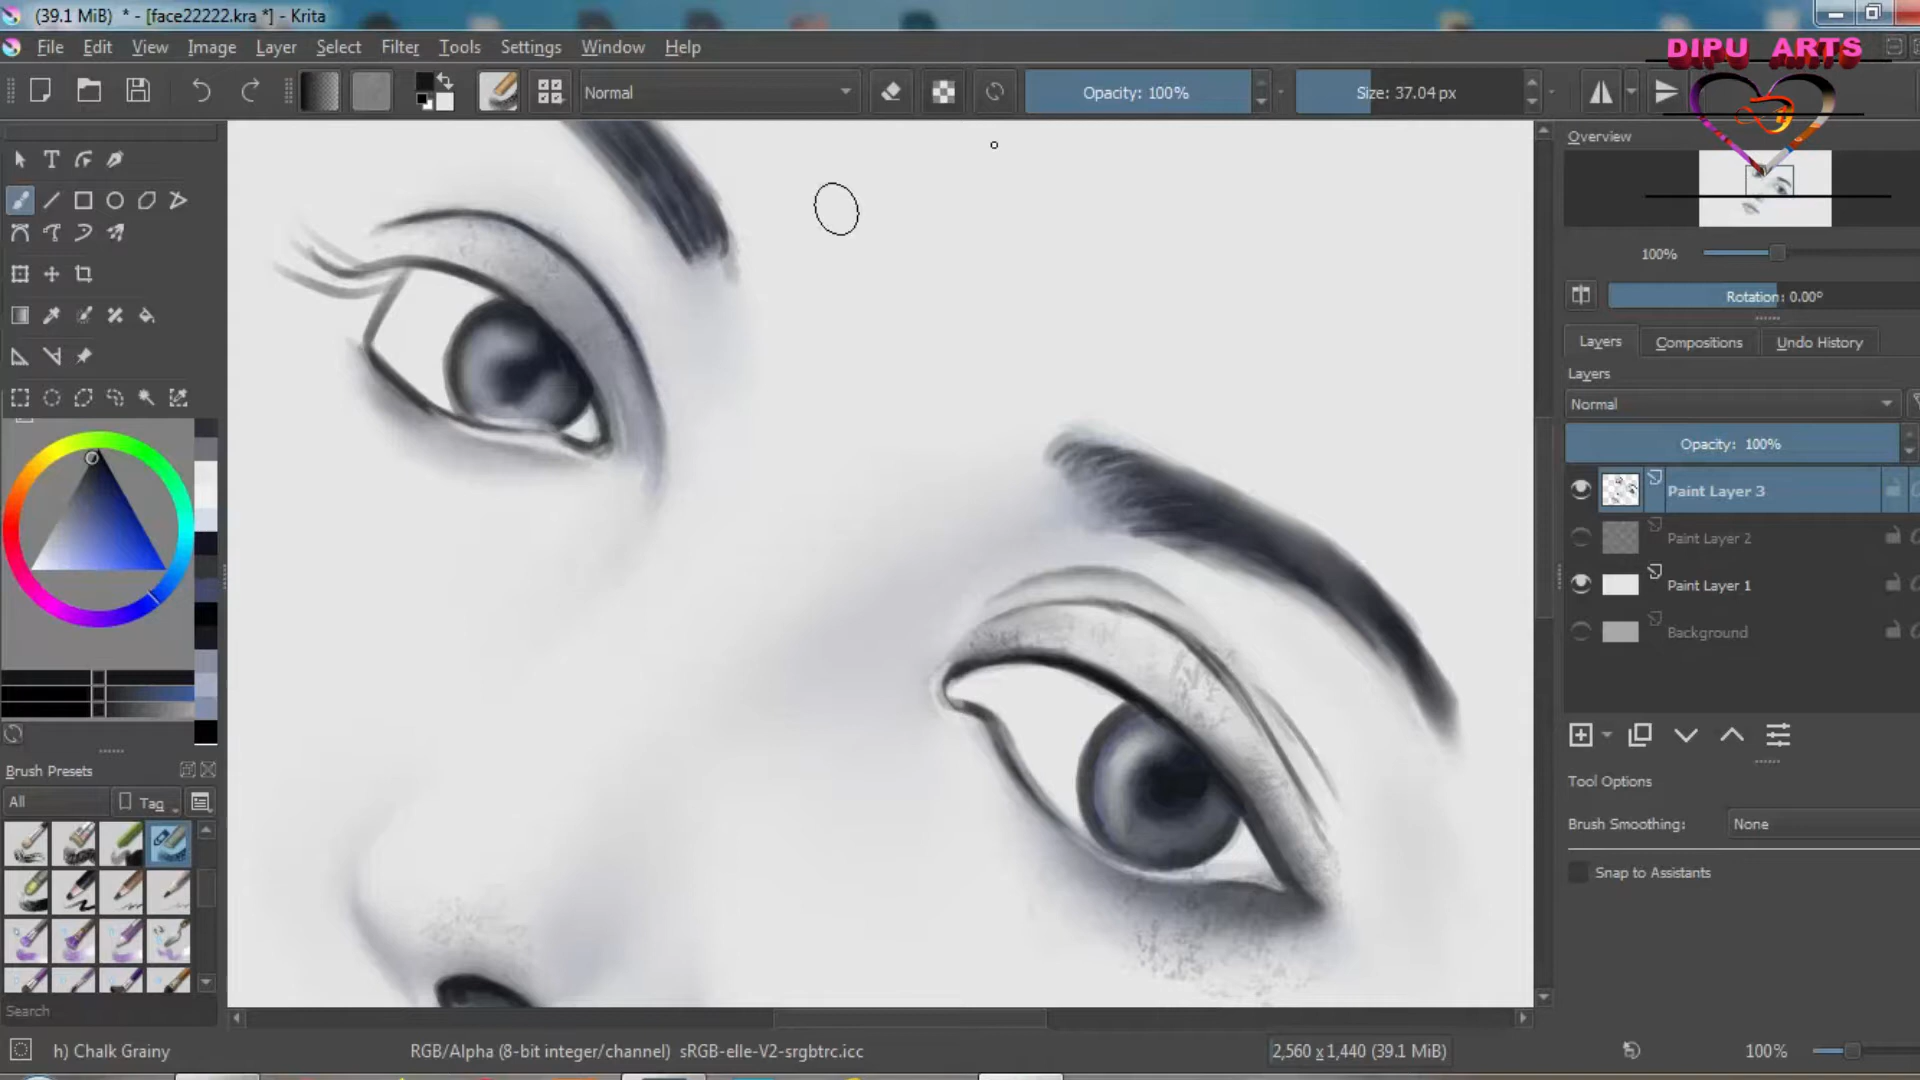 (39.1 MiB) * - [face22222.kra *] - Krita
File Edit View Image Layer Select Filter Tools Settings Window Help
DIPU ARTS
Normal
Opacity: 100%
Size: 37.04 px
Overview
100%
Rotation: 0.00°
Layers Compositions Undo History
Layers
Normal
Opacity: 100%
Paint Layer 3
Paint Layer 2
Paint Layer 1
Background
Brush Presets
All
Tag
Tool Options
Brush Smoothing: None
Snap to Assistants
Search
h) Chalk Grainy
RGB/Alpha (8-bit integer/channel) sRGB-elle-V2-srgbtrc.icc
2,560 x 1,440 (39.1 MiB)
100%